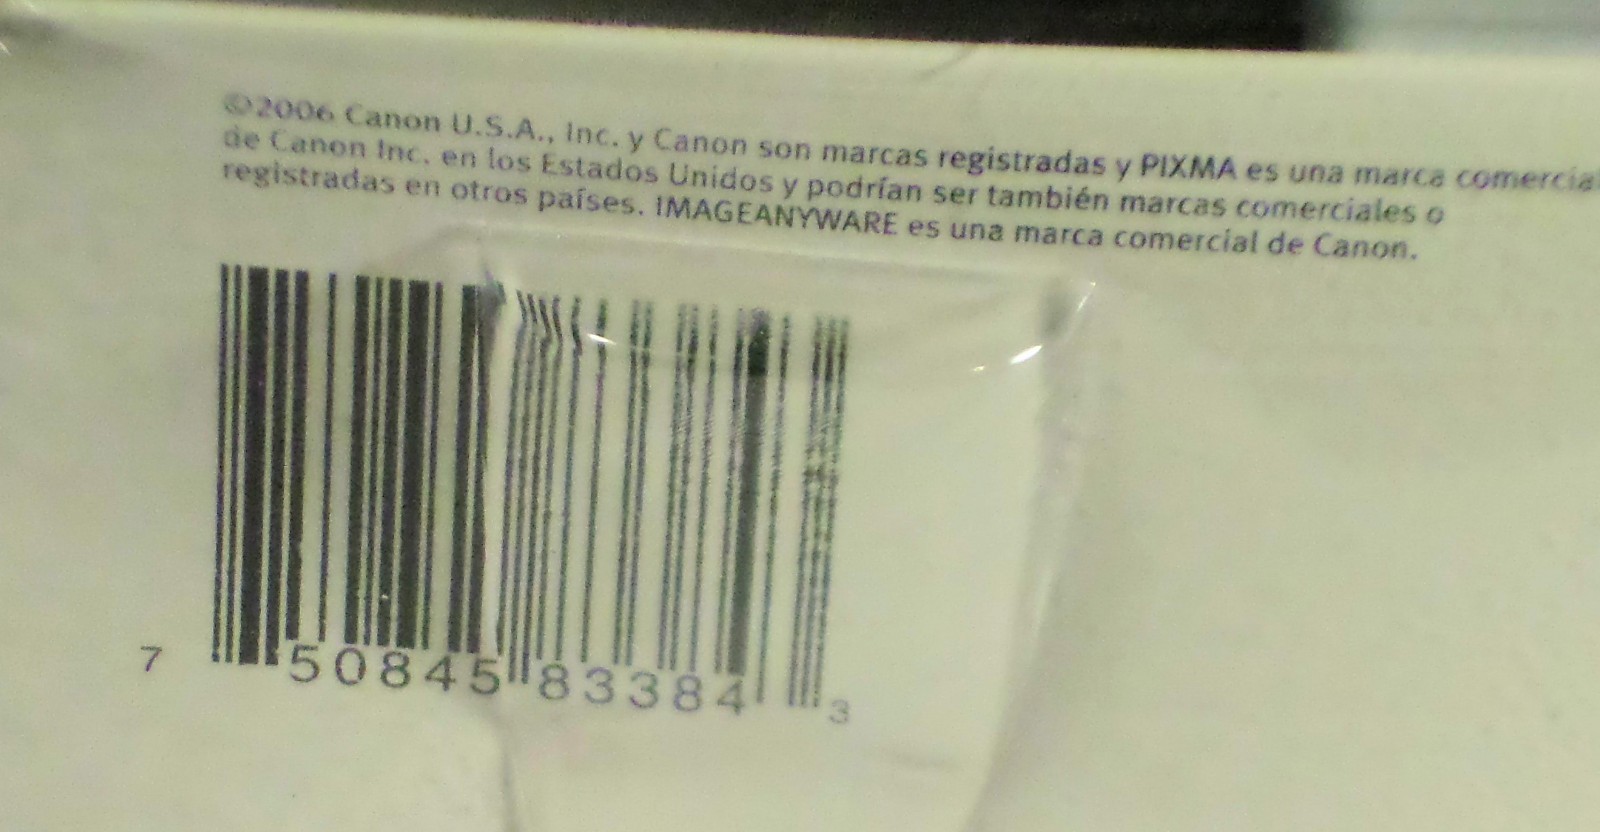 ©2006 Canon U.S.A., Inc. y Canon son marcas registradas y PIXMA es una marca comercial
de Canon Inc. en los Estados Unidos y podrían ser también marcas comerciales o
registradas en otros países. IMAGEANYWARE es una marca comercial de Canon.
7 50845 83384 3